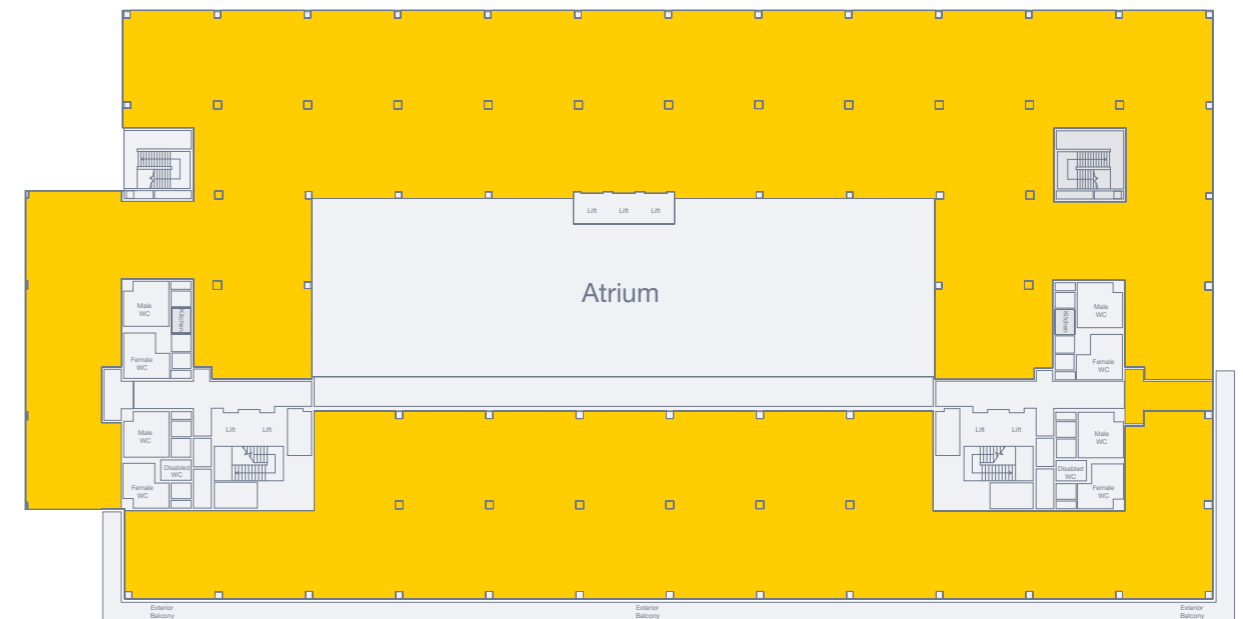 Lift Lift Lift
Atrium
Male
WC
Kitchen
Female
WC
Kitchen
Male
WC
Female
WC
Male
WC
Lift Lift
Disabled
WC
Female
WC
Lift Lift
Male
WC
Disabled
WC
Female
WC
Exterior
Balcony
Exterior
Balcony
Exterior
Balcony